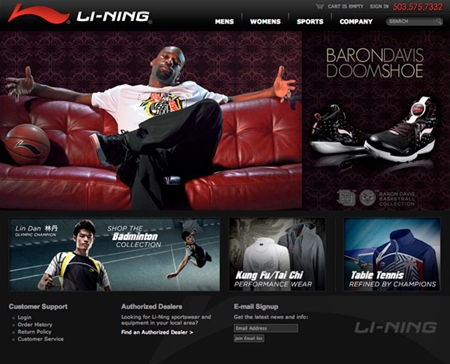 LI-NING
CART IS EMPTY SIGN IN 503.575.7332
MENS WOMENS SPORTS COMPANY SEARCH
BARONDAVIS
DOOMSHOE
BARON DAVIS
BASKETBALL
COLLECTION
Lin Dan 林丹
OLYMPIC CHAMPION
SHOP THE
Badminton
COLLECTION
Kung Fu/Tai Chi
PERFORMANCE WEAR
Table Tennis
REFINED BY CHAMPIONS
Customer Support
Login
Order History
Return Policy
Customer Service
Authorized Dealers
Looking for Li-Ning sportswear and
equipment in your local area?
Find an Authorized Dealer >
E-mail Signup
Get the latest news and info:
Email Address
Join Email list
LI-NING